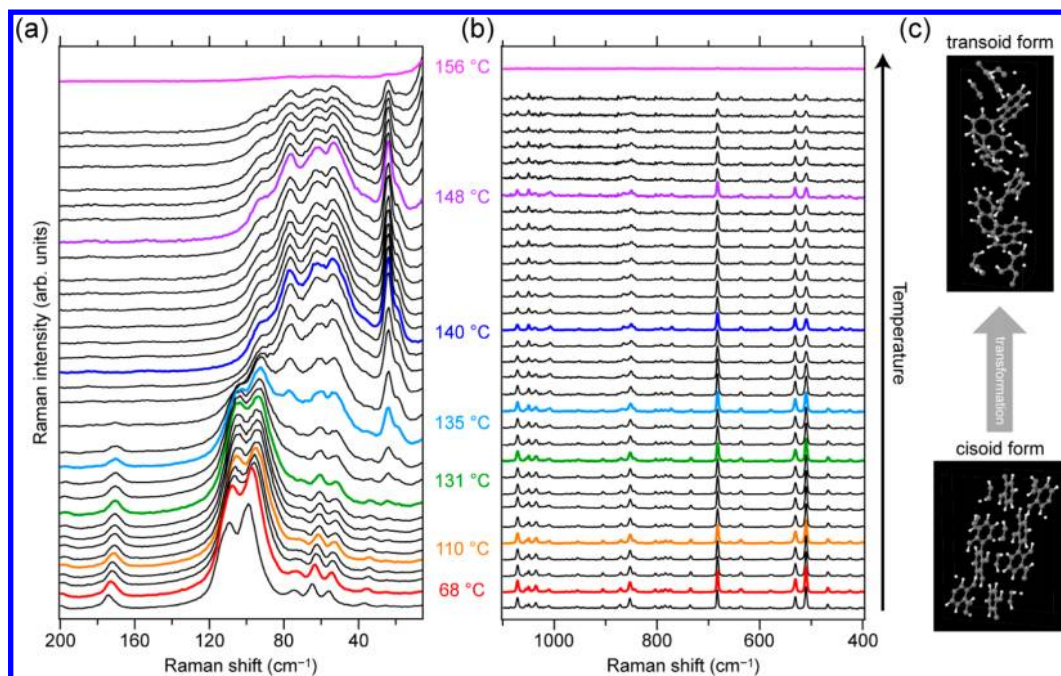 (a)
(b)
(c)
transoid form
156 °C
148 °C
140 °C
135 °C
131 °C
110 °C
68 °C
Raman intensity (arb. units)
Temperature
transformation
cisoid form
200
160
120
80
40
Raman shift (cm⁻¹)
1000
800
600
400
Raman shift (cm⁻¹)